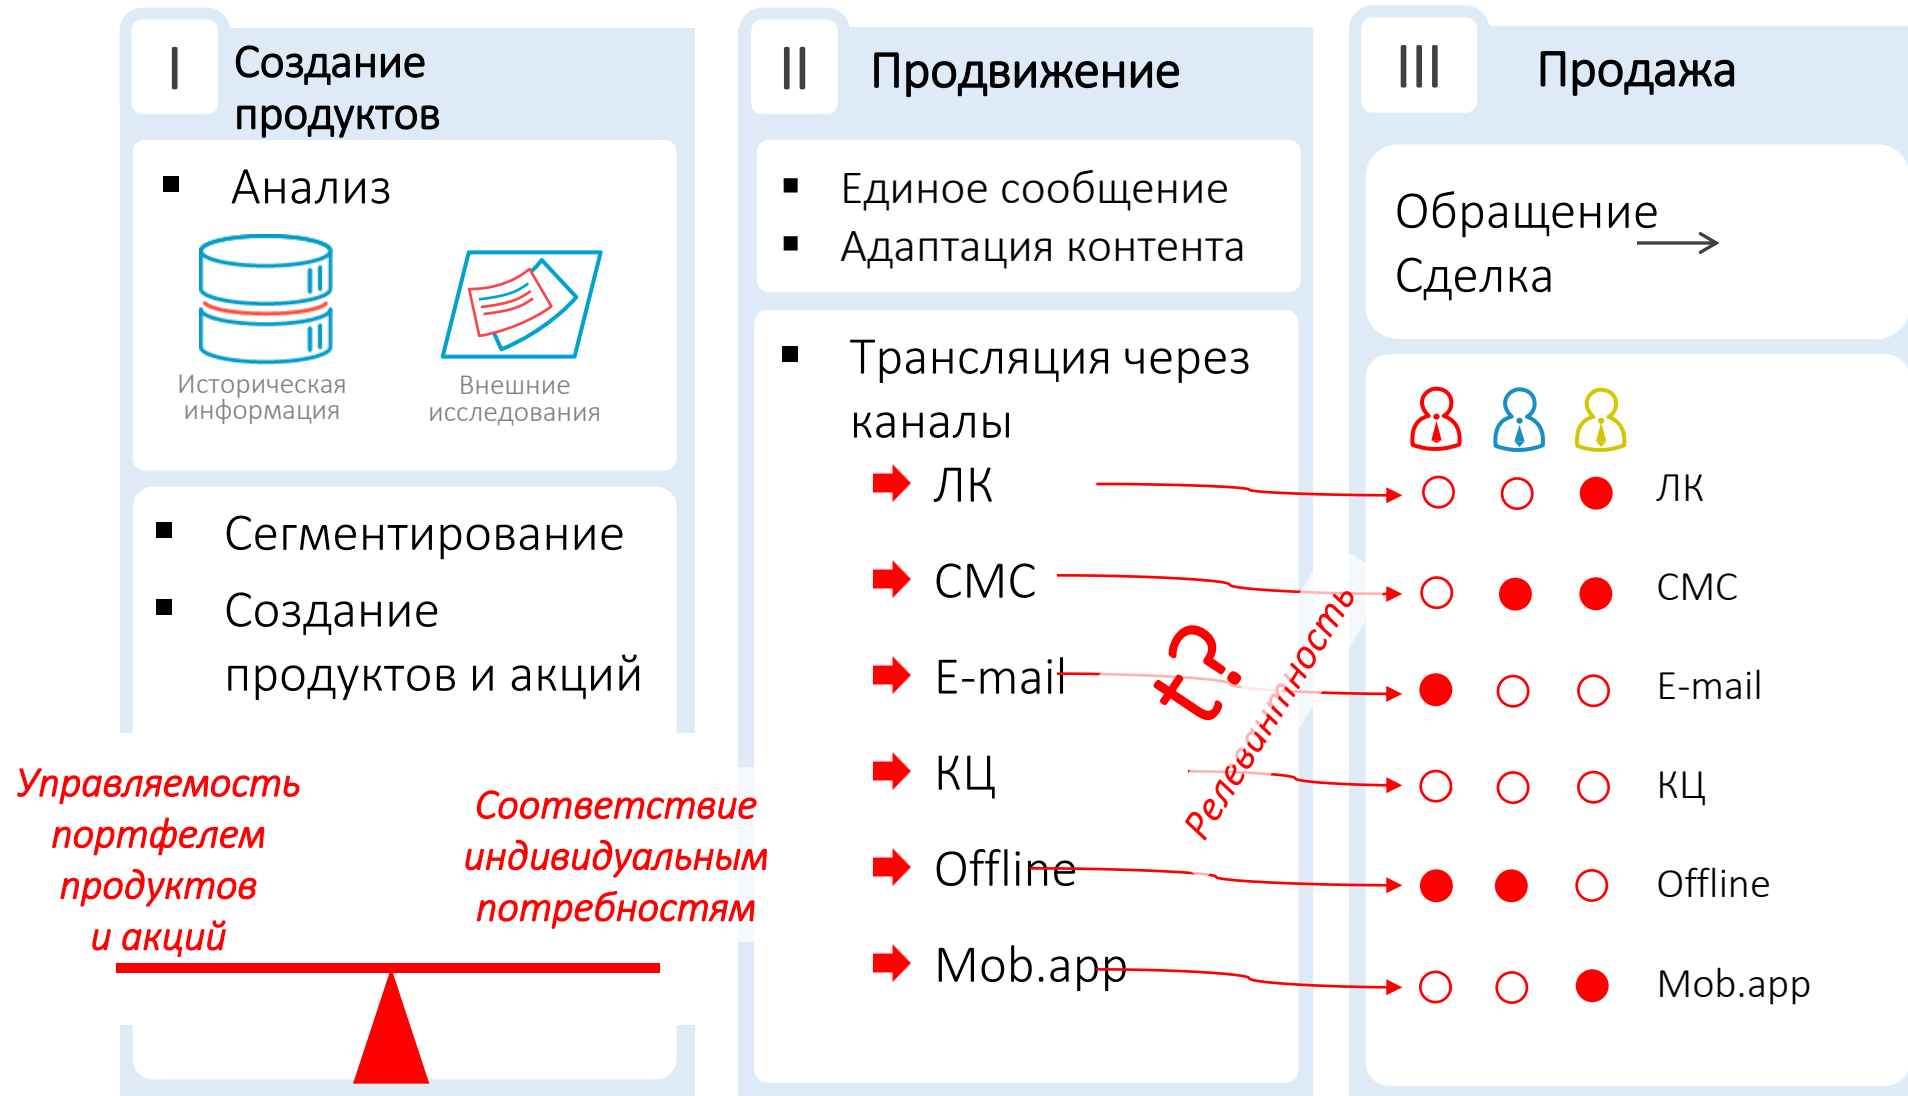 I
Создание
продуктов
Анализ
Историческая
информация
Внешние
исследования
Сегментирование
Создание
продуктов и акций
Управляемость
портфелем
продуктов
и акций
Соответствие
индивидуальным
потребностям
II
Продвижение
Единое сообщение
Адаптация контента
Трансляция через
каналы
ЛК
СМС
E-mail
КЦ
Offline
Mob.app
t?
Релевантность
III
Продажа
Обращение
Сделка
ЛК
СМС
E-mail
КЦ
Offline
Mob.app